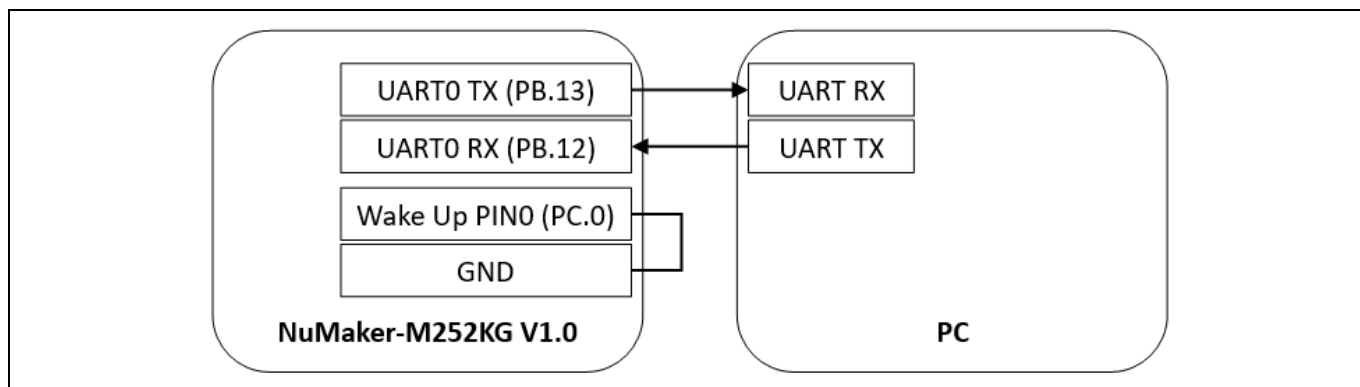 UART0 TX (PB.13)
UART RX
UART0 RX (PB.12)
UART TX
Wake Up PIN0 (PC.0)
GND
NuMaker-M252KG V1.0
PC